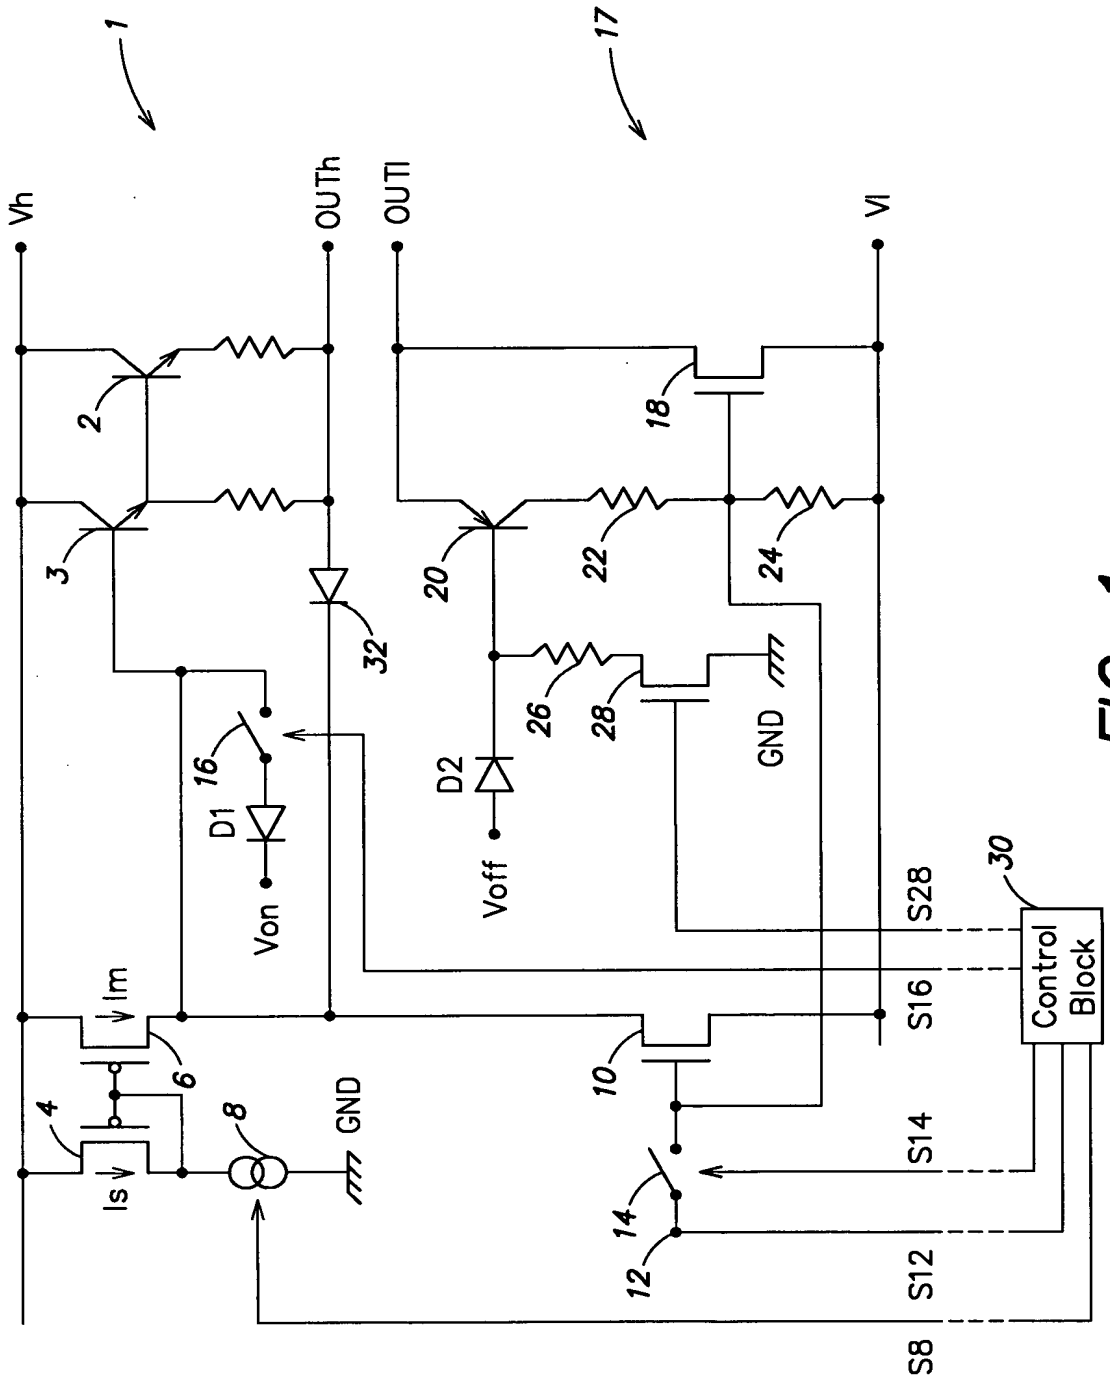 Vh
1
3
2
4
Is
Im
6
8
16
D1
Von
GND
OUTh
32
OUTl
20
D2
Voff
26
22
28
17
10
14
12
18
24
GND
Vl
S8
S12
S14
S16
S28
30
Control
Block
FIG. 1